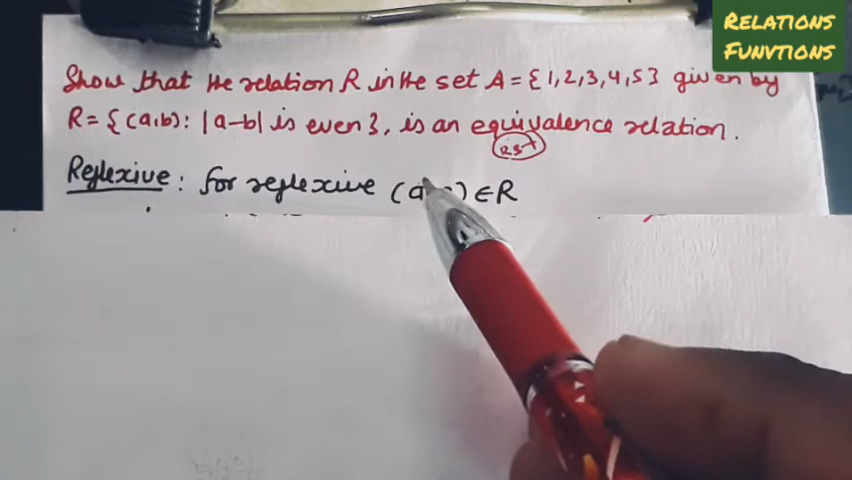 RELATIONS
FUNVTIONS
Show that the relation R in the set A = {1,2,3,4,5} given by
R = {(a,b): |a-b| is even}, is an equivalence relation.
RST
Reflexive: for reflexive (a ) ∈ R